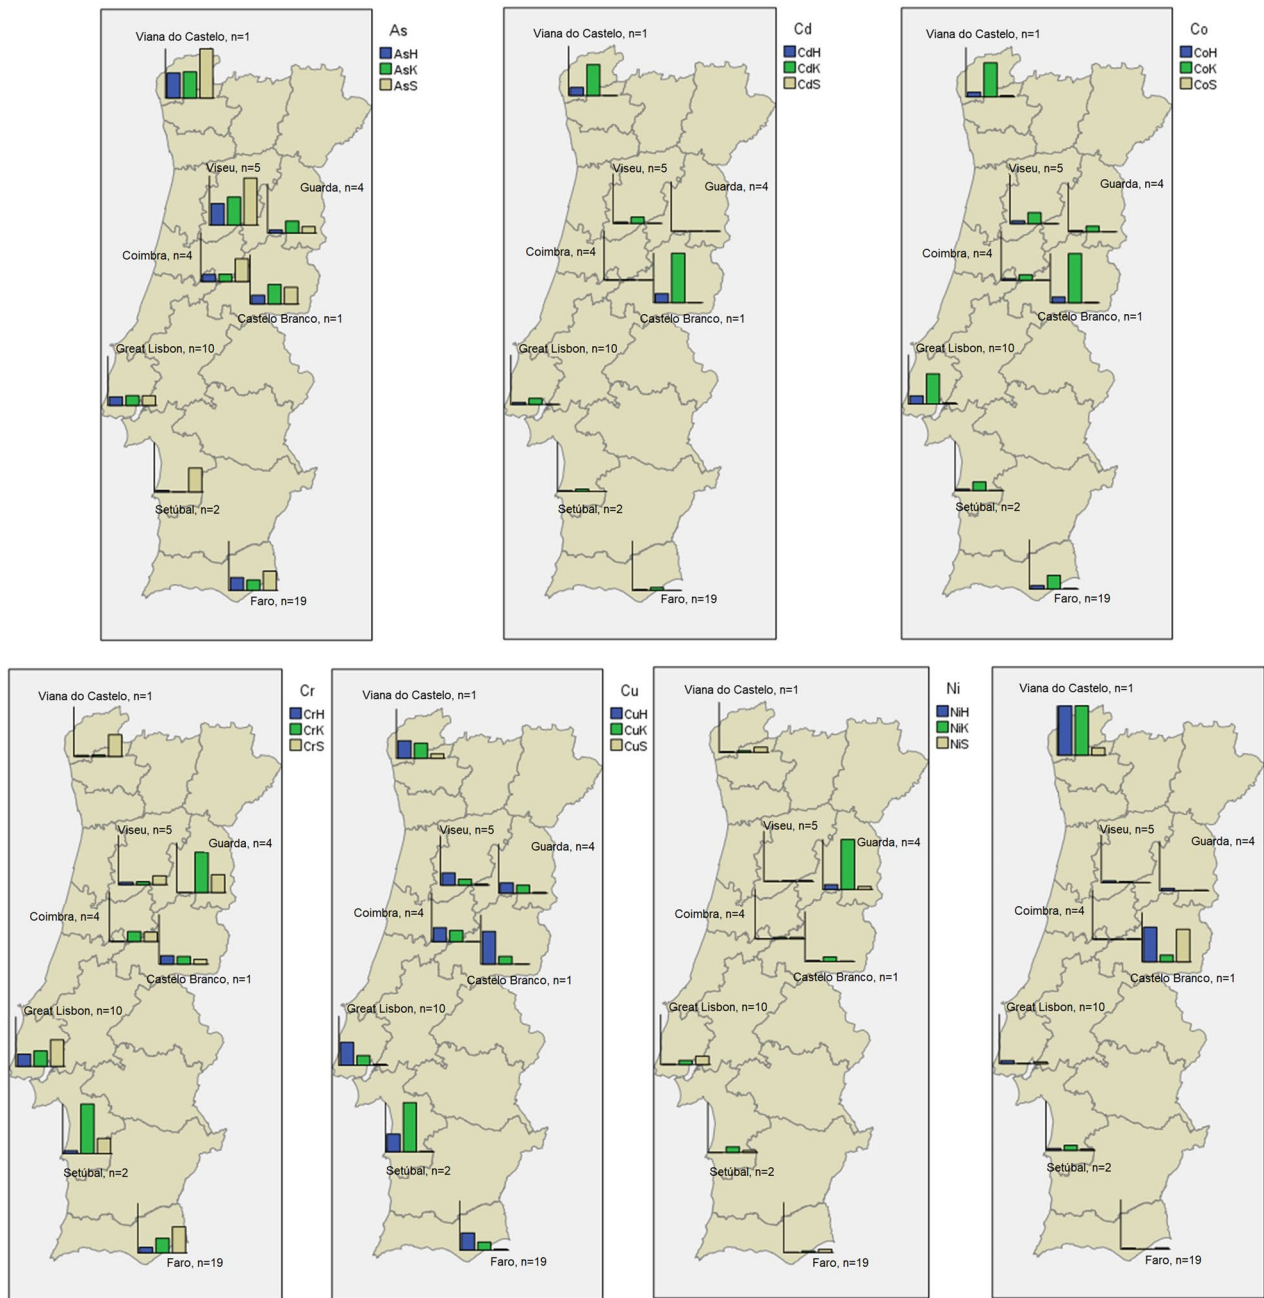 Viana do Castelo, n=1
As
AsH
AsK
AsS
Viseu, n=5
Guarda, n=4
Coimbra, n=4
Castelo Branco, n=1
Great Lisbon, n=10
Setúbal, n=2
Faro, n=19
Viana do Castelo, n=1
Cd
CdH
CdK
CdS
Viseu, n=5
Guarda, n=4
Coimbra, n=4
Castelo Branco, n=1
Great Lisbon, n=10
Setúbal, n=2
Faro, n=19
Viana do Castelo, n=1
Co
CoH
CoK
CoS
Viseu, n=5
Guarda, n=4
Coimbra, n=4
Castelo Branco, n=1
Great Lisbon, n=10
Setúbal, n=2
Faro, n=19
Viana do Castelo, n=1
Cr
CrH
CrK
CrS
Viseu, n=5
Guarda, n=4
Coimbra, n=4
Castelo Branco, n=1
Great Lisbon, n=10
Setúbal, n=2
Faro, n=19
Viana do Castelo, n=1
Cu
CuH
CuK
CuS
Viseu, n=5
Guarda, n=4
Coimbra, n=4
Castelo Branco, n=1
Great Lisbon, n=10
Setúbal, n=2
Faro, n=19
Viana do Castelo, n=1
Ni
NiH
NiK
NiS
Viseu, n=5
Guarda, n=4
Coimbra, n=4
Castelo Branco, n=1
Great Lisbon, n=10
Setúbal, n=2
Faro, n=19
Viana do Castelo, n=1
Viseu, n=5
Guarda, n=4
Coimbra, n=4
Castelo Branco, n=1
Great Lisbon, n=10
Setúbal, n=2
Faro, n=19